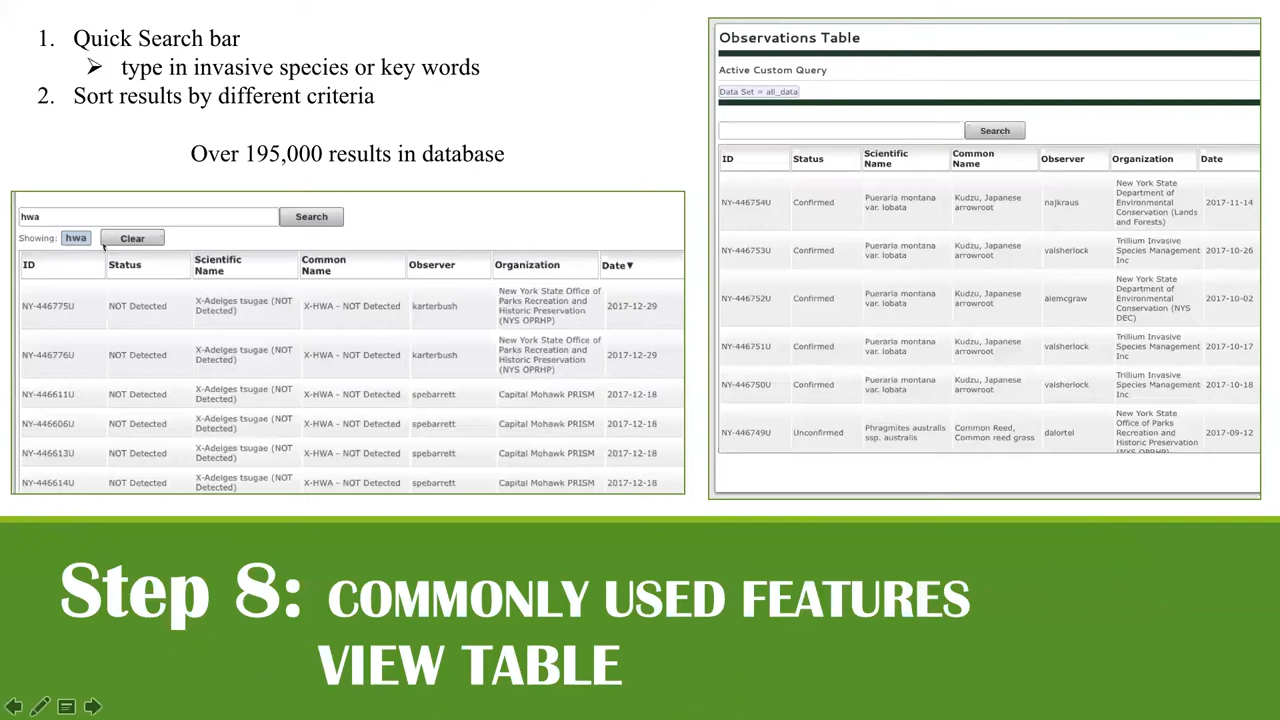 1. Quick Search bar
➢ type in invasive species or key words
2. Sort results by different criteria
Over 195,000 results in database
hwa Search
Showing: hwa Clear
ID Status Scientific Name Common Name Observer Organization Date▼
NY-446775U NOT Detected X-Adelges tsugae (NOT Detected) X-HWA - NOT Detected karterbush New York State Office of Parks Recreation and Historic Preservation (NYS OPRHP) 2017-12-29
NY-446776U NOT Detected X-Adelges tsugae (NOT Detected) X-HWA - NOT Detected karterbush New York State Office of Parks Recreation and Historic Preservation (NYS OPRHP) 2017-12-29
NY-446611U NOT Detected X-Adelges tsugae (NOT Detected) X-HWA - NOT Detected spebarrett Capital Mohawk PRISM 2017-12-18
NY-446606U NOT Detected X-Adelges tsugae (NOT Detected) X-HWA - NOT Detected spebarrett Capital Mohawk PRISM 2017-12-18
NY-446613U NOT Detected X-Adelges tsugae (NOT Detected) X-HWA - NOT Detected spebarrett Capital Mohawk PRISM 2017-12-18
NY-446614U NOT Detected X-Adelges tsugae (NOT Detected) X-HWA - NOT Detected spebarrett Capital Mohawk PRISM 2017-12-18
Observations Table
Active Custom Query
Data Set = all_data
Search
ID Status Scientific Name Common Name Observer Organization Date
NY-446754U Confirmed Pueraria montana var. lobata Kudzu, Japanese arrowroot najkraus New York State Department of Environmental Conservation (Lands and Forests) 2017-11-14
NY-446753U Confirmed Pueraria montana var. lobata Kudzu, Japanese arrowroot valsherlock Trillium Invasive Species Management Inc 2017-10-26
NY-446752U Confirmed Pueraria montana var. lobata Kudzu, Japanese arrowroot alemcgraw New York State Department of Environmental Conservation (NYS DEC) 2017-10-02
NY-446751U Confirmed Pueraria montana var. lobata Kudzu, Japanese arrowroot valsherlock Trillium Invasive Species Management Inc 2017-10-17
NY-446750U Confirmed Pueraria montana var. lobata Kudzu, Japanese arrowroot valsherlock Trillium Invasive Species Management Inc 2017-10-18
NY-446749U Unconfirmed Phragmites australis ssp. australis Common Reed, Common reed grass dalortel New York State Office of Parks Recreation and Historic Preservation (NYS OPRHP) 2017-09-12
Step 8: COMMONLY USED FEATURES
VIEW TABLE